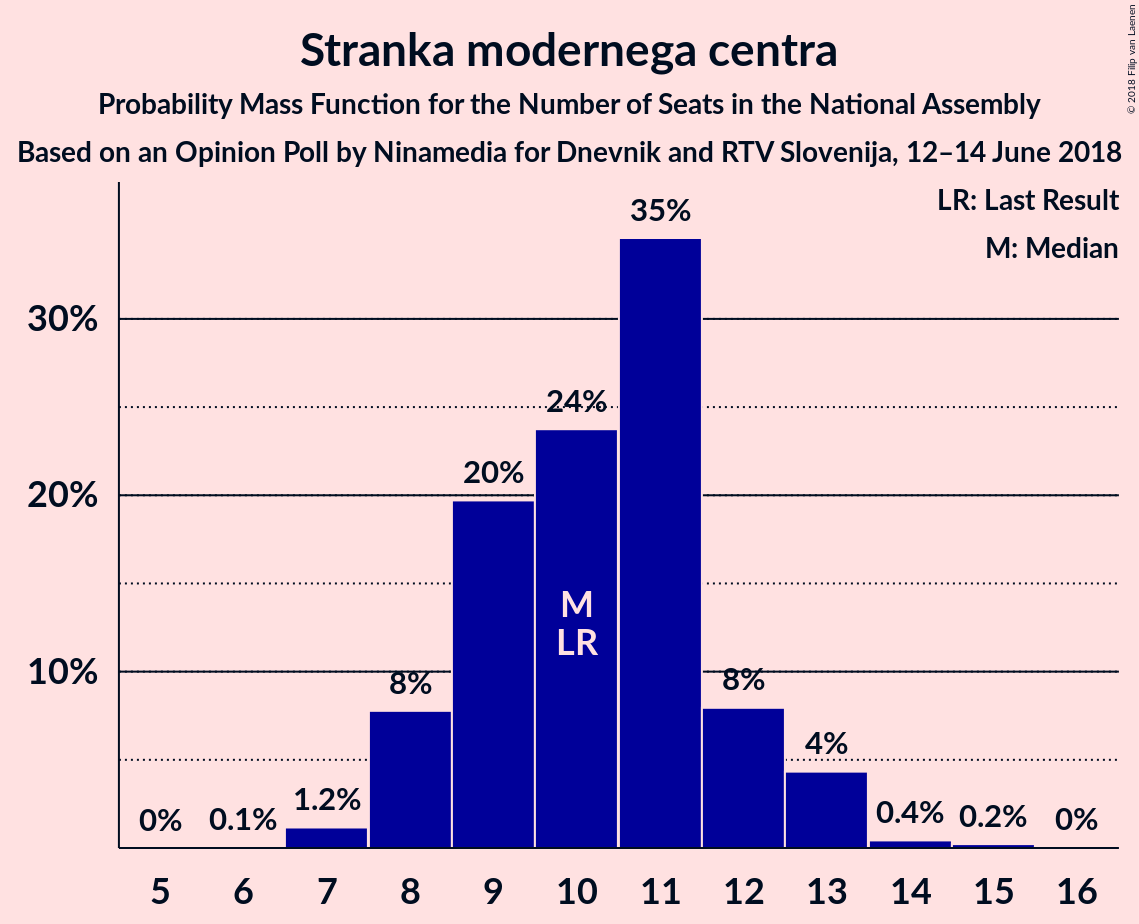 Stranka modernega centra
Probability Mass Function for the Number of Seats in the National Assembly
Based on an Opinion Poll by Ninamedia for Dnevnik and RTV Slovenija, 12–14 June 2018
© 2018 Filip van Laenen
LR: Last Result
M: Median
35%
30%
24%
20%
20%
M
LR
10%
8%
8%
4%
1.2%
0%
0.1%
0.4%
0.2%
0%
5 6 7 8 9 10 11 12 13 14 15 16